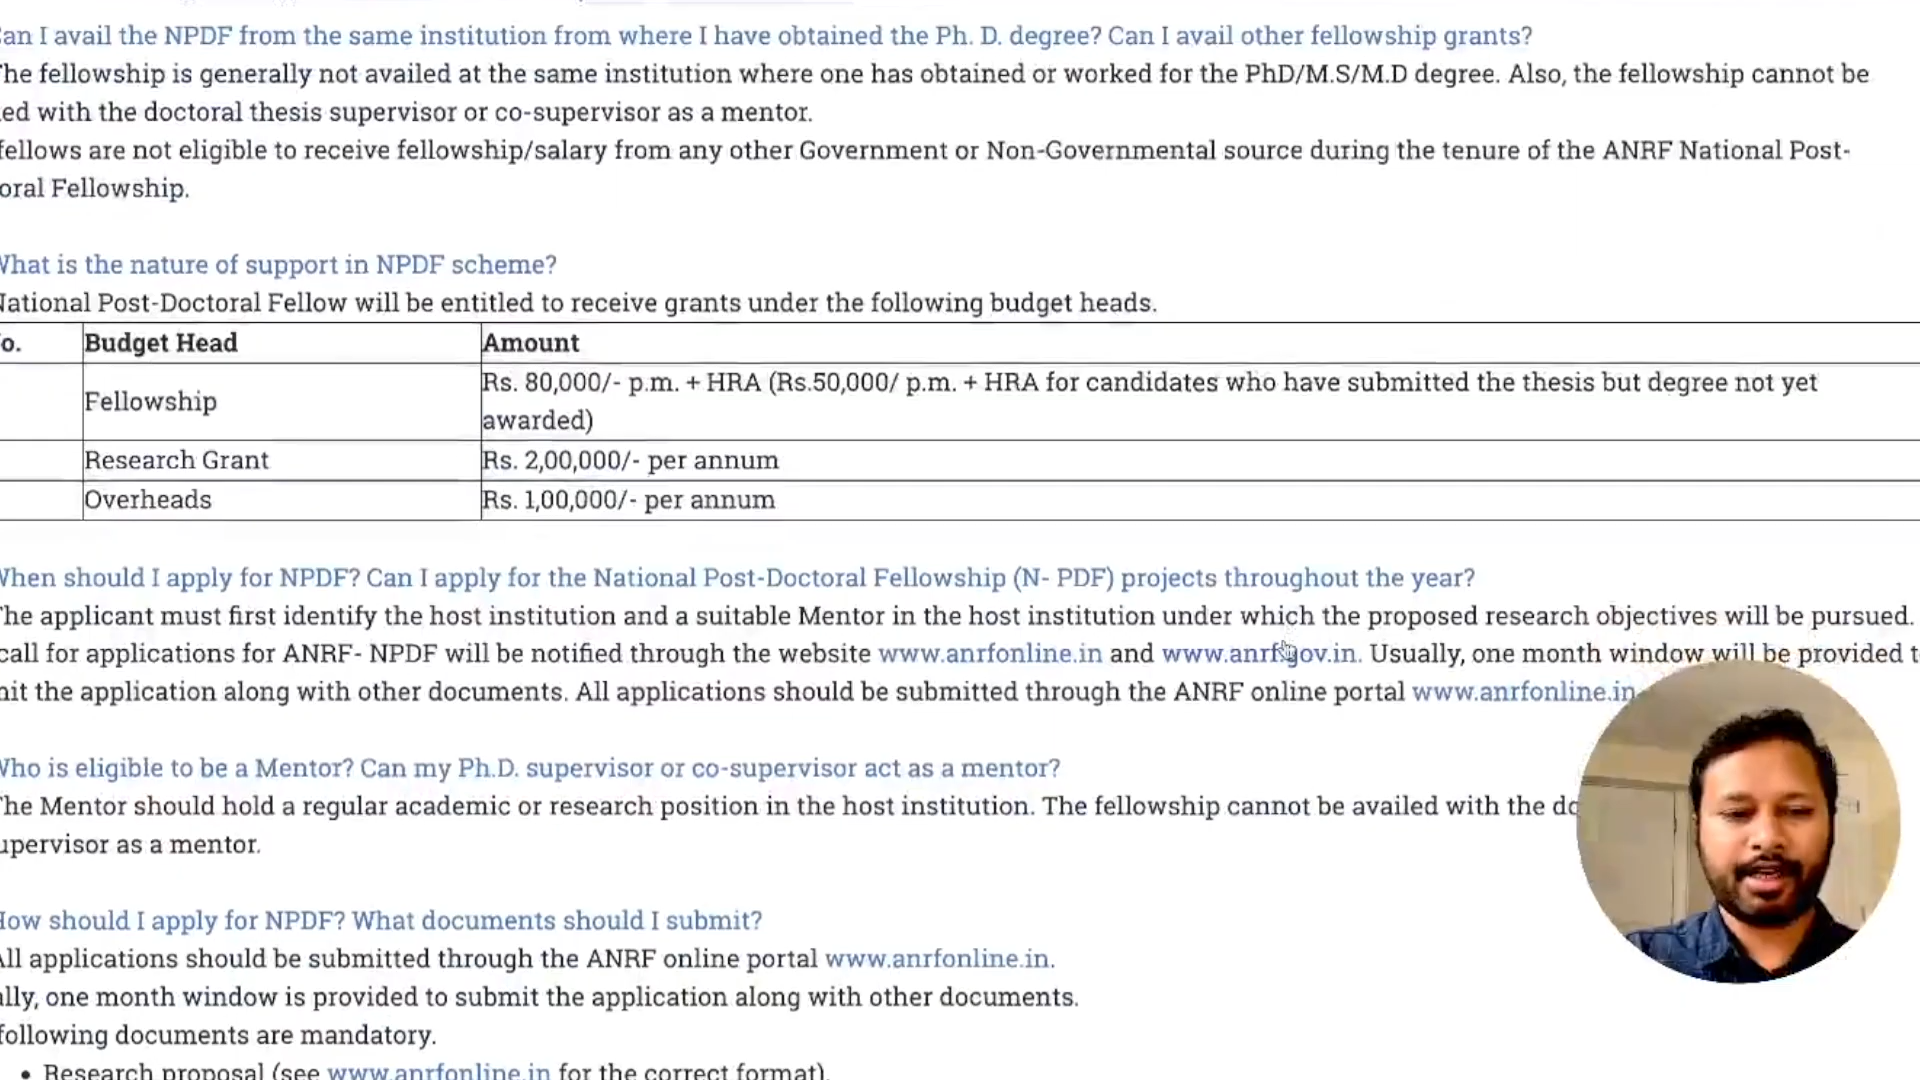 an I avail the NPDF from the same institution from where I have obtained the Ph. D. degree? Can I avail other fellowship grants?
he fellowship is generally not availed at the same institution where one has obtained or worked for the PhD/M.S/M.D degree. Also, the fellowship cannot be
ed with the doctoral thesis supervisor or co-supervisor as a mentor.
fellows are not eligible to receive fellowship/salary from any other Government or Non-Governmental source during the tenure of the ANRF National Post-
oral Fellowship.
What is the nature of support in NPDF scheme?
National Post-Doctoral Fellow will be entitled to receive grants under the following budget heads.
o. Budget Head Amount
Fellowship Rs. 80,000/- p.m. + HRA (Rs.50,000/ p.m. + HRA for candidates who have submitted the thesis but degree not yet
awarded)
Research Grant Rs. 2,00,000/- per annum
Overheads Rs. 1,00,000/- per annum
When should I apply for NPDF? Can I apply for the National Post-Doctoral Fellowship (N- PDF) projects throughout the year?
The applicant must first identify the host institution and a suitable Mentor in the host institution under which the proposed research objectives will be pursued.
call for applications for ANRF- NPDF will be notified through the website www.anrfonline.in and www.anrf.gov.in. Usually, one month window will be provided t
mit the application along with other documents. All applications should be submitted through the ANRF online portal www.anrfonline.in
Who is eligible to be a Mentor? Can my Ph.D. supervisor or co-supervisor act as a mentor?
The Mentor should hold a regular academic or research position in the host institution. The fellowship cannot be availed with the do
upervisor as a mentor.
How should I apply for NPDF? What documents should I submit?
All applications should be submitted through the ANRF online portal www.anrfonline.in.
ally, one month window is provided to submit the application along with other documents.
following documents are mandatory.
• Research proposal (see www.anrfonline.in for the correct format).